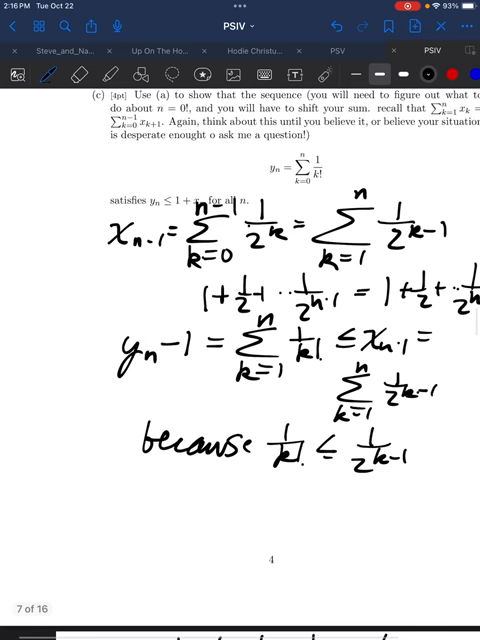 2:16 PM Tue Oct 22
93%
PSIV
Steve_and_Na...
Up On The Ho...
Hodie Christu...
PSV
PSIV
(c) [4pt] Use (a) to show that the sequence (you will need to figure out what to
do about n = 0!, and you will have to shift your sum. recall that ∑_{k=1}^{n} x_k =
∑_{k=0}^{n−1} x_{k+1}. Again, think about this until you believe it, or believe your situation
is desperate enought o ask me a question!)
y_n = ∑_{k=0}^{n} 1/k!
satisfies y_n ≤ 1 + x for all n.
x_{n-1} = ∑_{k=0}^{n-1} 1/2^k = ∑_{k=1}^{n} 1/2^{k-1}
1 + 1/2 + ·· 1/2^{n-1} = 1 + 1/2 + ·· 1/2^n
y_n − 1 = ∑_{k=1}^{n} 1/k! ≤ x_{n-1} =
∑_{k=1}^{n} 1/2^{k-1}
because 1/k! ≤ 1/2^{k-1}
4
7 of 16